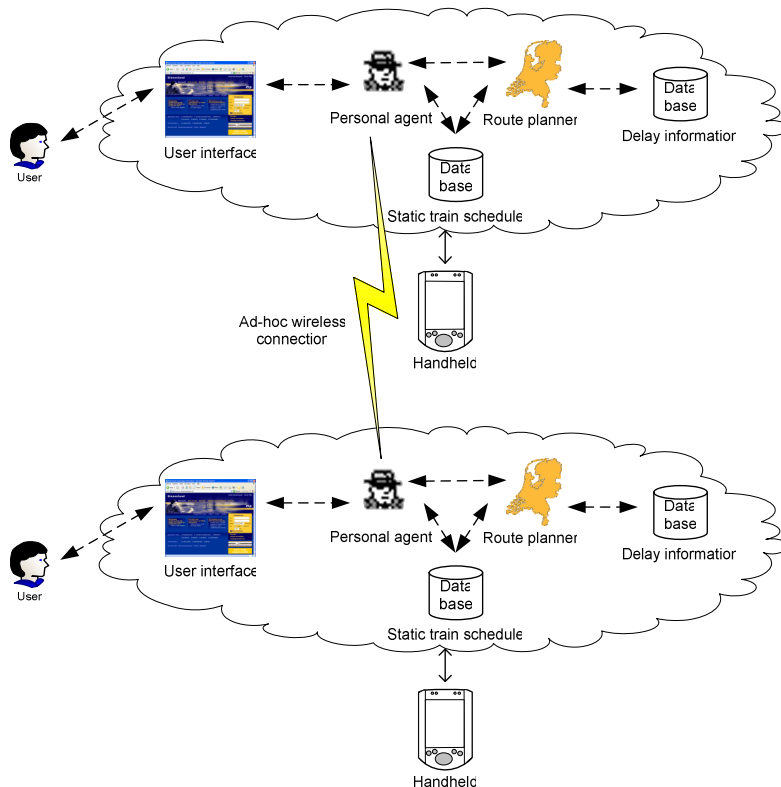 Data
base
Personal agent
Route planner
Delay information
User interface
User
Data
base
Static train schedule
Ad-hoc wireless
connection
Handheld
Data
base
Personal agent
Route planner
Delay information
User interface
User
Data
base
Static train schedule
Handheld